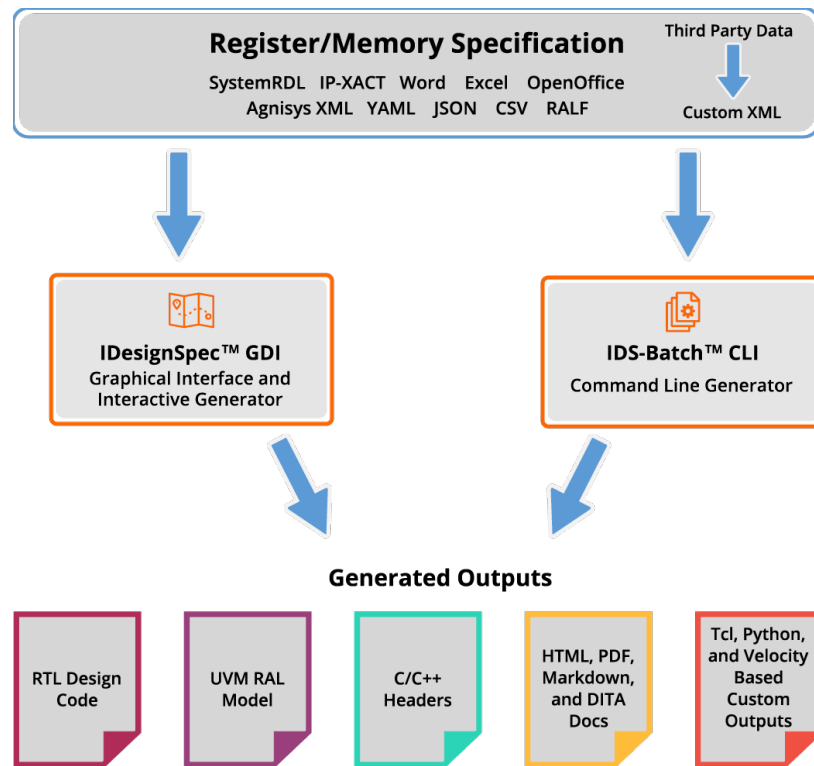 Register/Memory Specification
Third Party Data
SystemRDL IP-XACT Word Excel OpenOffice
Agnisys XML YAML JSON CSV RALF
Custom XML
IDesignSpec™ GDI
Graphical Interface and
Interactive Generator
IDS-Batch™ CLI
Command Line Generator
Generated Outputs
RTL Design
Code
UVM RAL
Model
C/C++
Headers
HTML, PDF,
Markdown,
and DITA
Docs
Tcl, Python,
and Velocity
Based
Custom
Outputs